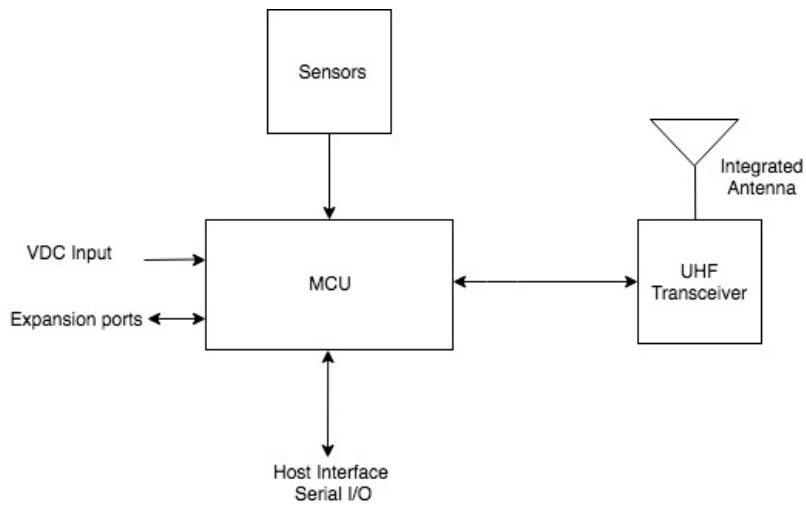 Sensors
Integrated
Antenna
VDC Input
MCU
UHF
Transceiver
Expansion ports
Host Interface
Serial I/O